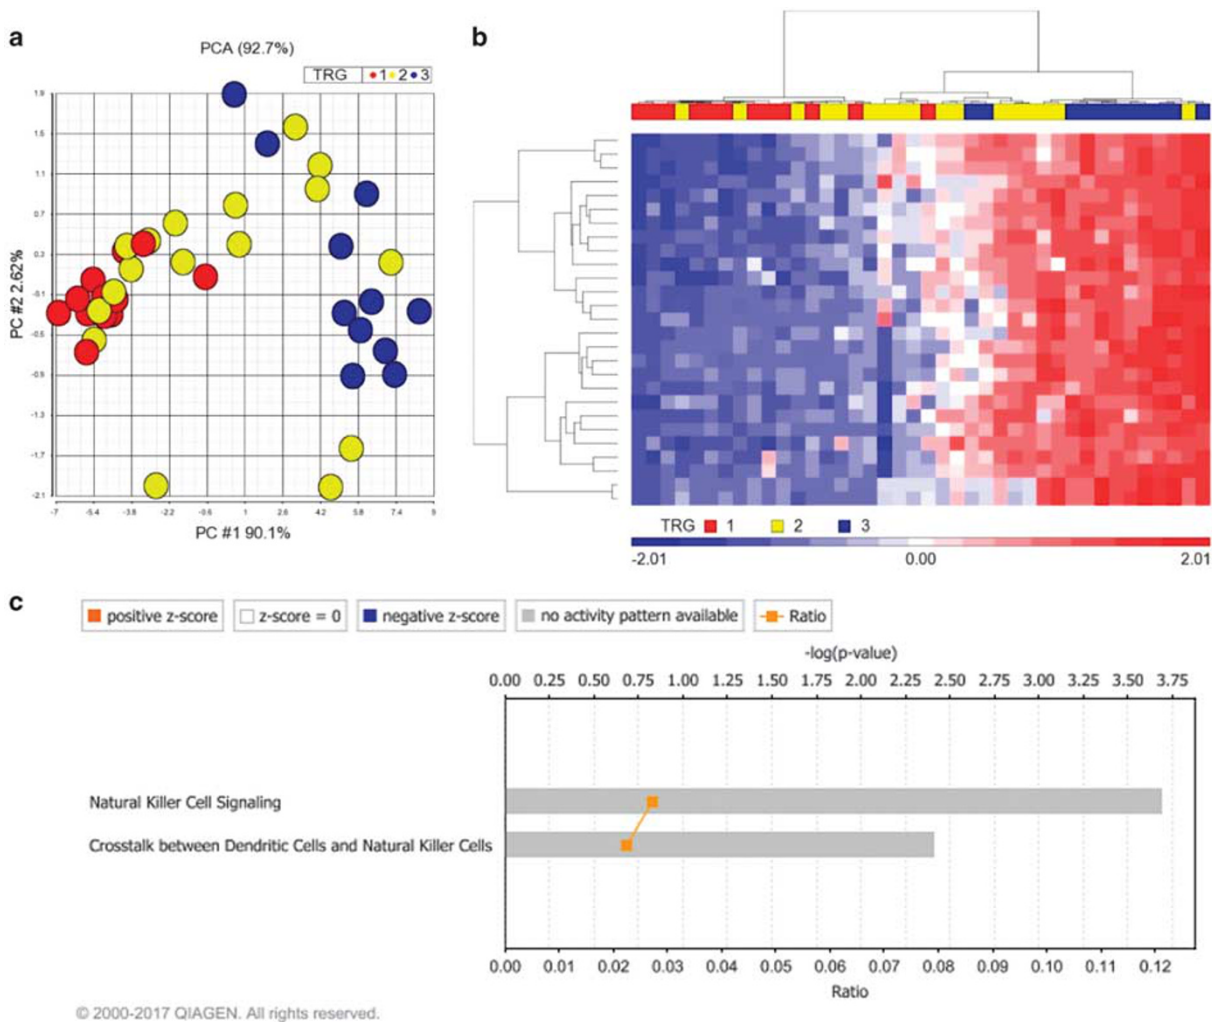 a
PCA (92.7%)
TRG 1 2 3
1.9
1.5
1.1
0.7
0.2
-0.1
-0.5
-0.9
-1.3
-1.7
-2.1
PC #2 2.62%
-7 -5.4 -3.8 -2.2 -0.6 1 2.6 4.2 5.8 7.4 9
PC #1 90.1%
b
TRG 1 2 3
-2.01 0.00 2.01
c
positive z-score z-score = 0 negative z-score no activity pattern available Ratio
-log(p-value)
0.00 0.25 0.50 0.75 1.00 1.25 1.50 1.75 2.00 2.25 2.50 2.75 3.00 3.25 3.50 3.75
Natural Killer Cell Signaling
Crosstalk between Dendritic Cells and Natural Killer Cells
0.00 0.01 0.02 0.03 0.04 0.05 0.06 0.07 0.08 0.09 0.10 0.11 0.12
Ratio
© 2000-2017 QIAGEN. All rights reserved.